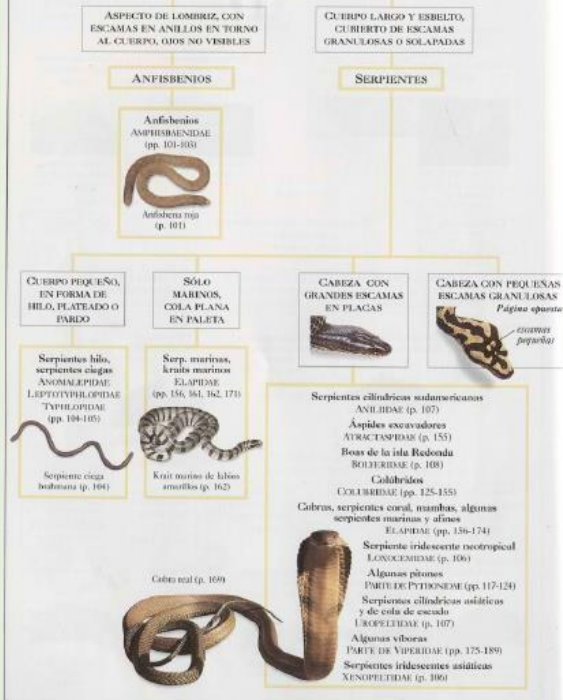 ASPECTO DE LOMBRIZ, CON
ESCAMAS EN ANILLOS EN TORNO
AL CUERPO, OJOS NO VISIBLES
CUERPO LARGO Y ESBELTO,
CUBIERTO DE ESCAMAS
GRANULOSAS O SOLAPADAS
ANFISBENIOS
SERPIENTES
Anfisbenios
AMPHISBAENIDAE
(pp. 101-103)
Anfisbena roja
(p. 101)
CUERPO PEQUEÑO,
EN FORMA DE
HILO, PLATEADO O
PARDO
SÓLO
MARINOS,
COLA PLANA
EN PALETA
CABEZA CON
GRANDES ESCAMAS
EN PLACAS
CABEZA CON PEQUEÑAS
ESCAMAS GRANULOSAS
Página opuesta
escamas
pequeñas
Serpientes hilo,
serpientes ciegas
ANOMALEPIDAE
LEPTOTYPHLOPIDAE
TYPHLOPIDAE
(pp. 104-105)
Serpiente ciega
brahmana (p. 104)
Serp. marinas,
kraits marinos
ELAPIDAE
(pp. 156, 161, 162, 171)
Krait marino de labios
amarillos (p. 162)
Serpientes cilíndricas sudamericanas
ANILIIDAE (p. 107)
Áspides excavadores
ATRACTASPIDAE (p. 155)
Boas de la isla Redonda
BOLYERIDAE (p. 108)
Colúbridos
COLUBRIDAE (pp. 125-155)
Cobras, serpientes coral, mambas, algunas
serpientes marinas y afines
ELAPIDAE (pp. 156-174)
Serpiente iridescente neotropical
LOXOCEMIDAE (p. 106)
Algunas pitones
PARTE DE PYTHONIDAE (pp. 117-124)
Serpientes cilíndricas asiáticas
y de cola de escudo
UROPELTIDAE (p. 107)
Algunas víboras
PARTE DE VIPERIDAE (pp. 175-189)
Serpientes iridescentes asiáticas
XENOPELTIDAE (p. 106)
Cobra real (p. 169)